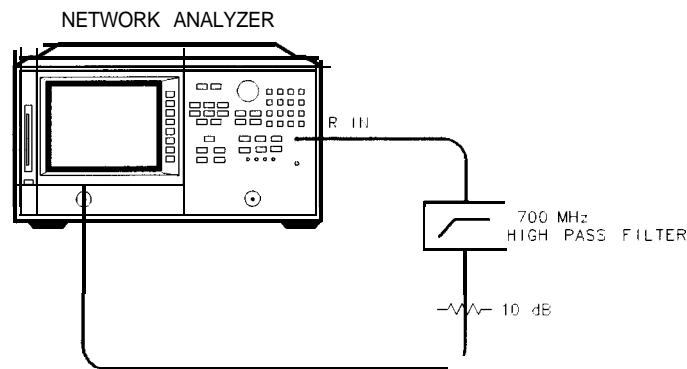 NETWORK ANALYZER
R IN
700 MHz
HIGH PASS FILTER
10 dB